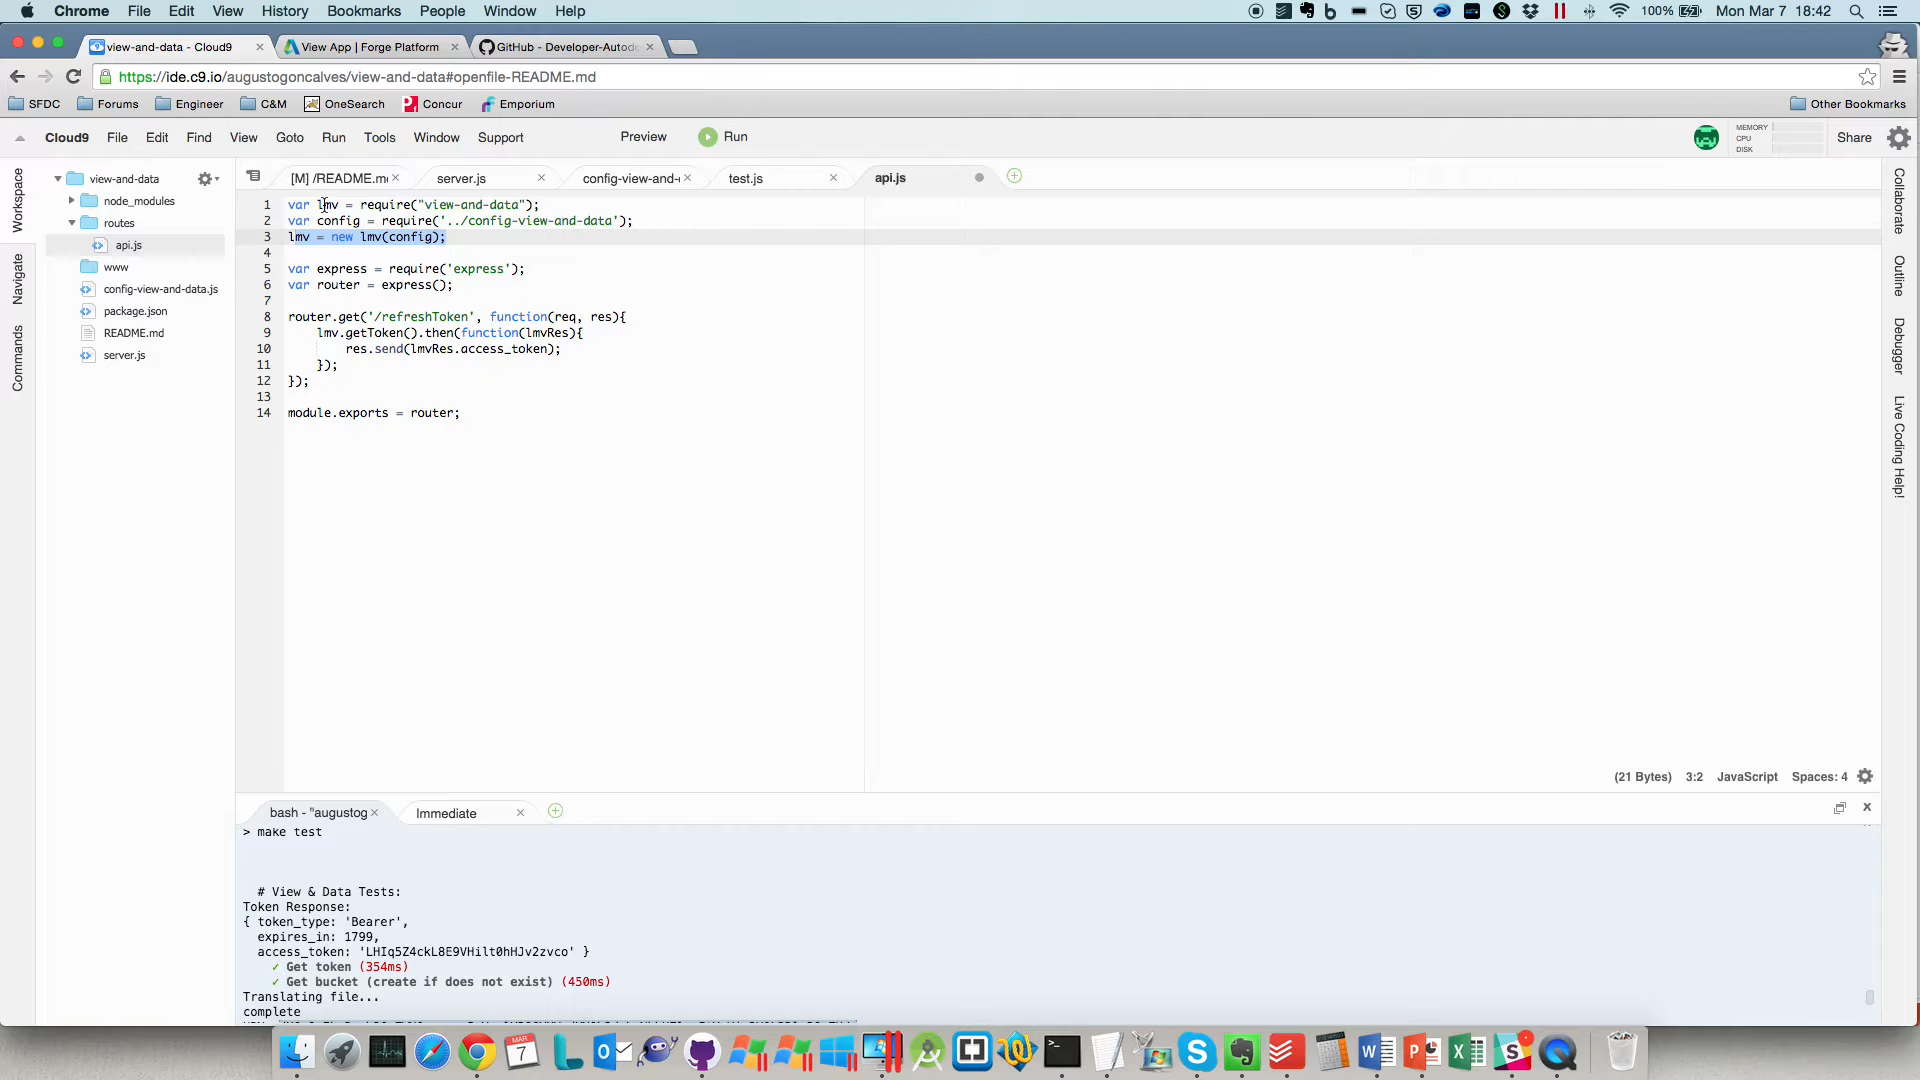 Chrome File Edit View History Bookmarks People Window Help 100% Mon Mar 7 18:42
view-and-data - Cloud9 View App | Forge Platform GitHub - Developer-Autod
https://ide.c9.io/augustogoncalves/view-and-data#openfile-README.md
SFDC Forums Engineer C&M OneSearch Concur Emporium Other Bookmarks
Cloud9 File Edit Find View Goto Run Tools Window Support Preview Run MEMORY CPU DISK Share
Workspace
Navigate
Commands
view-and-data
node_modules
routes
api.js
www
config-view-and-data.js
package.json
README.md
server.js
[M] /README.m server.js config-view-and- test.js api.js
1 var lmv = require("view-and-data");
2 var config = require('../config-view-and-data');
3 lmv = new lmv(config);
4
5 var express = require('express');
6 var router = express();
7
8 router.get('/refreshToken', function(req, res){
9 lmv.getToken().then(function(lmvRes){
10 res.send(lmvRes.access_token);
11 });
12 });
13
14 module.exports = router;
(21 Bytes) 3:2 JavaScript Spaces: 4
Collaborate
Outline
Debugger
Live Coding Help!
bash - "augustog Immediate
> make test
# View & Data Tests:
Token Response:
{ token_type: 'Bearer',
expires_in: 1799,
access_token: 'LHIq5Z4ckL8E9VHilt0hHJv2zvco' }
✓ Get token (354ms)
✓ Get bucket (create if does not exist) (450ms)
Translating file...
complete
MAR 7